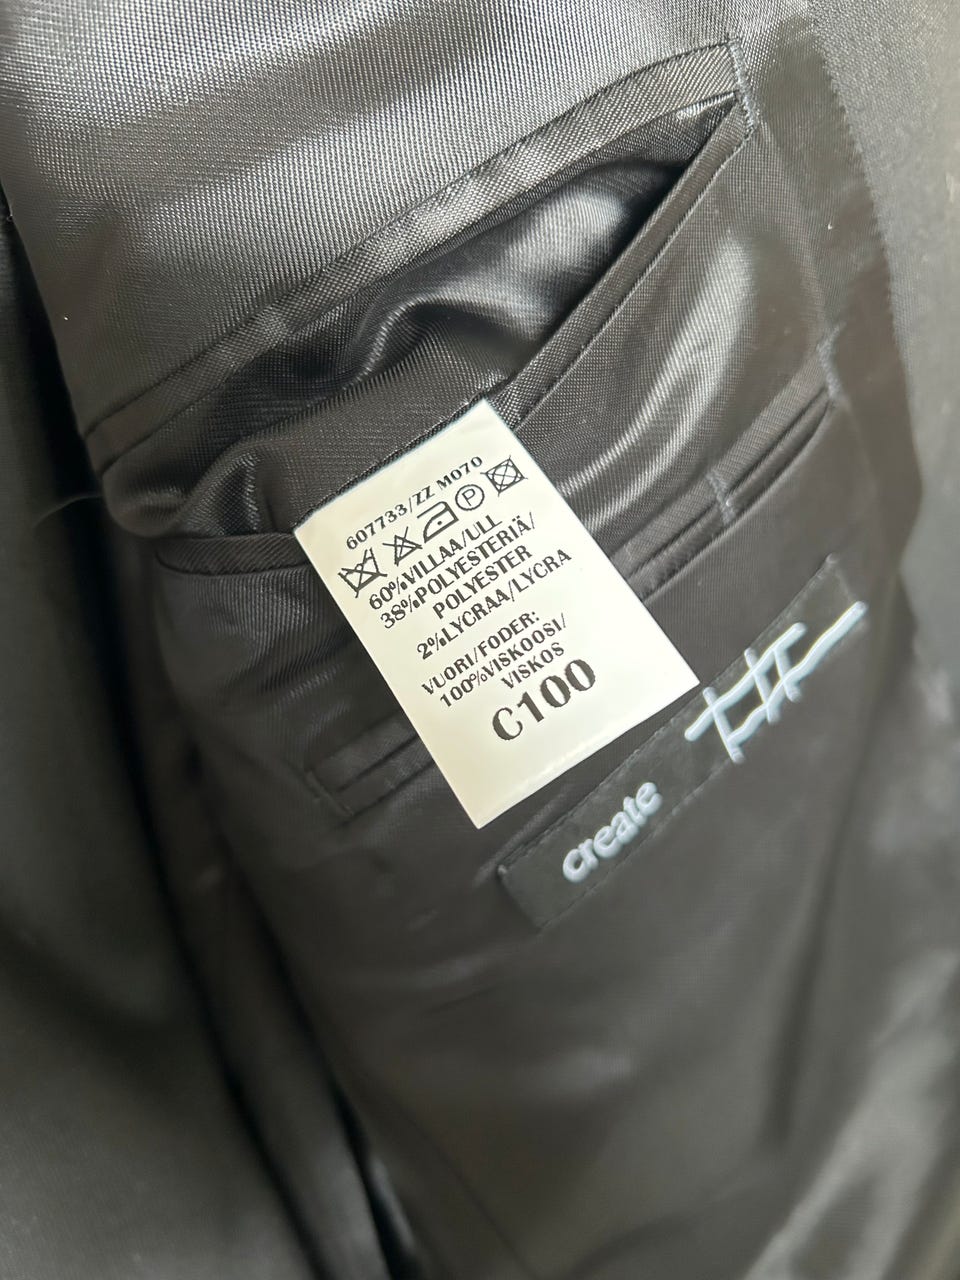 607733/ZZ M070
P
60%VILLAA/ULL
38%POLYESTERIÄ/
POLYESTER
2%LYCRAA/LYCRA
VUORI/FODER:
100%VISKOOSI/
VISKOS
C100
create